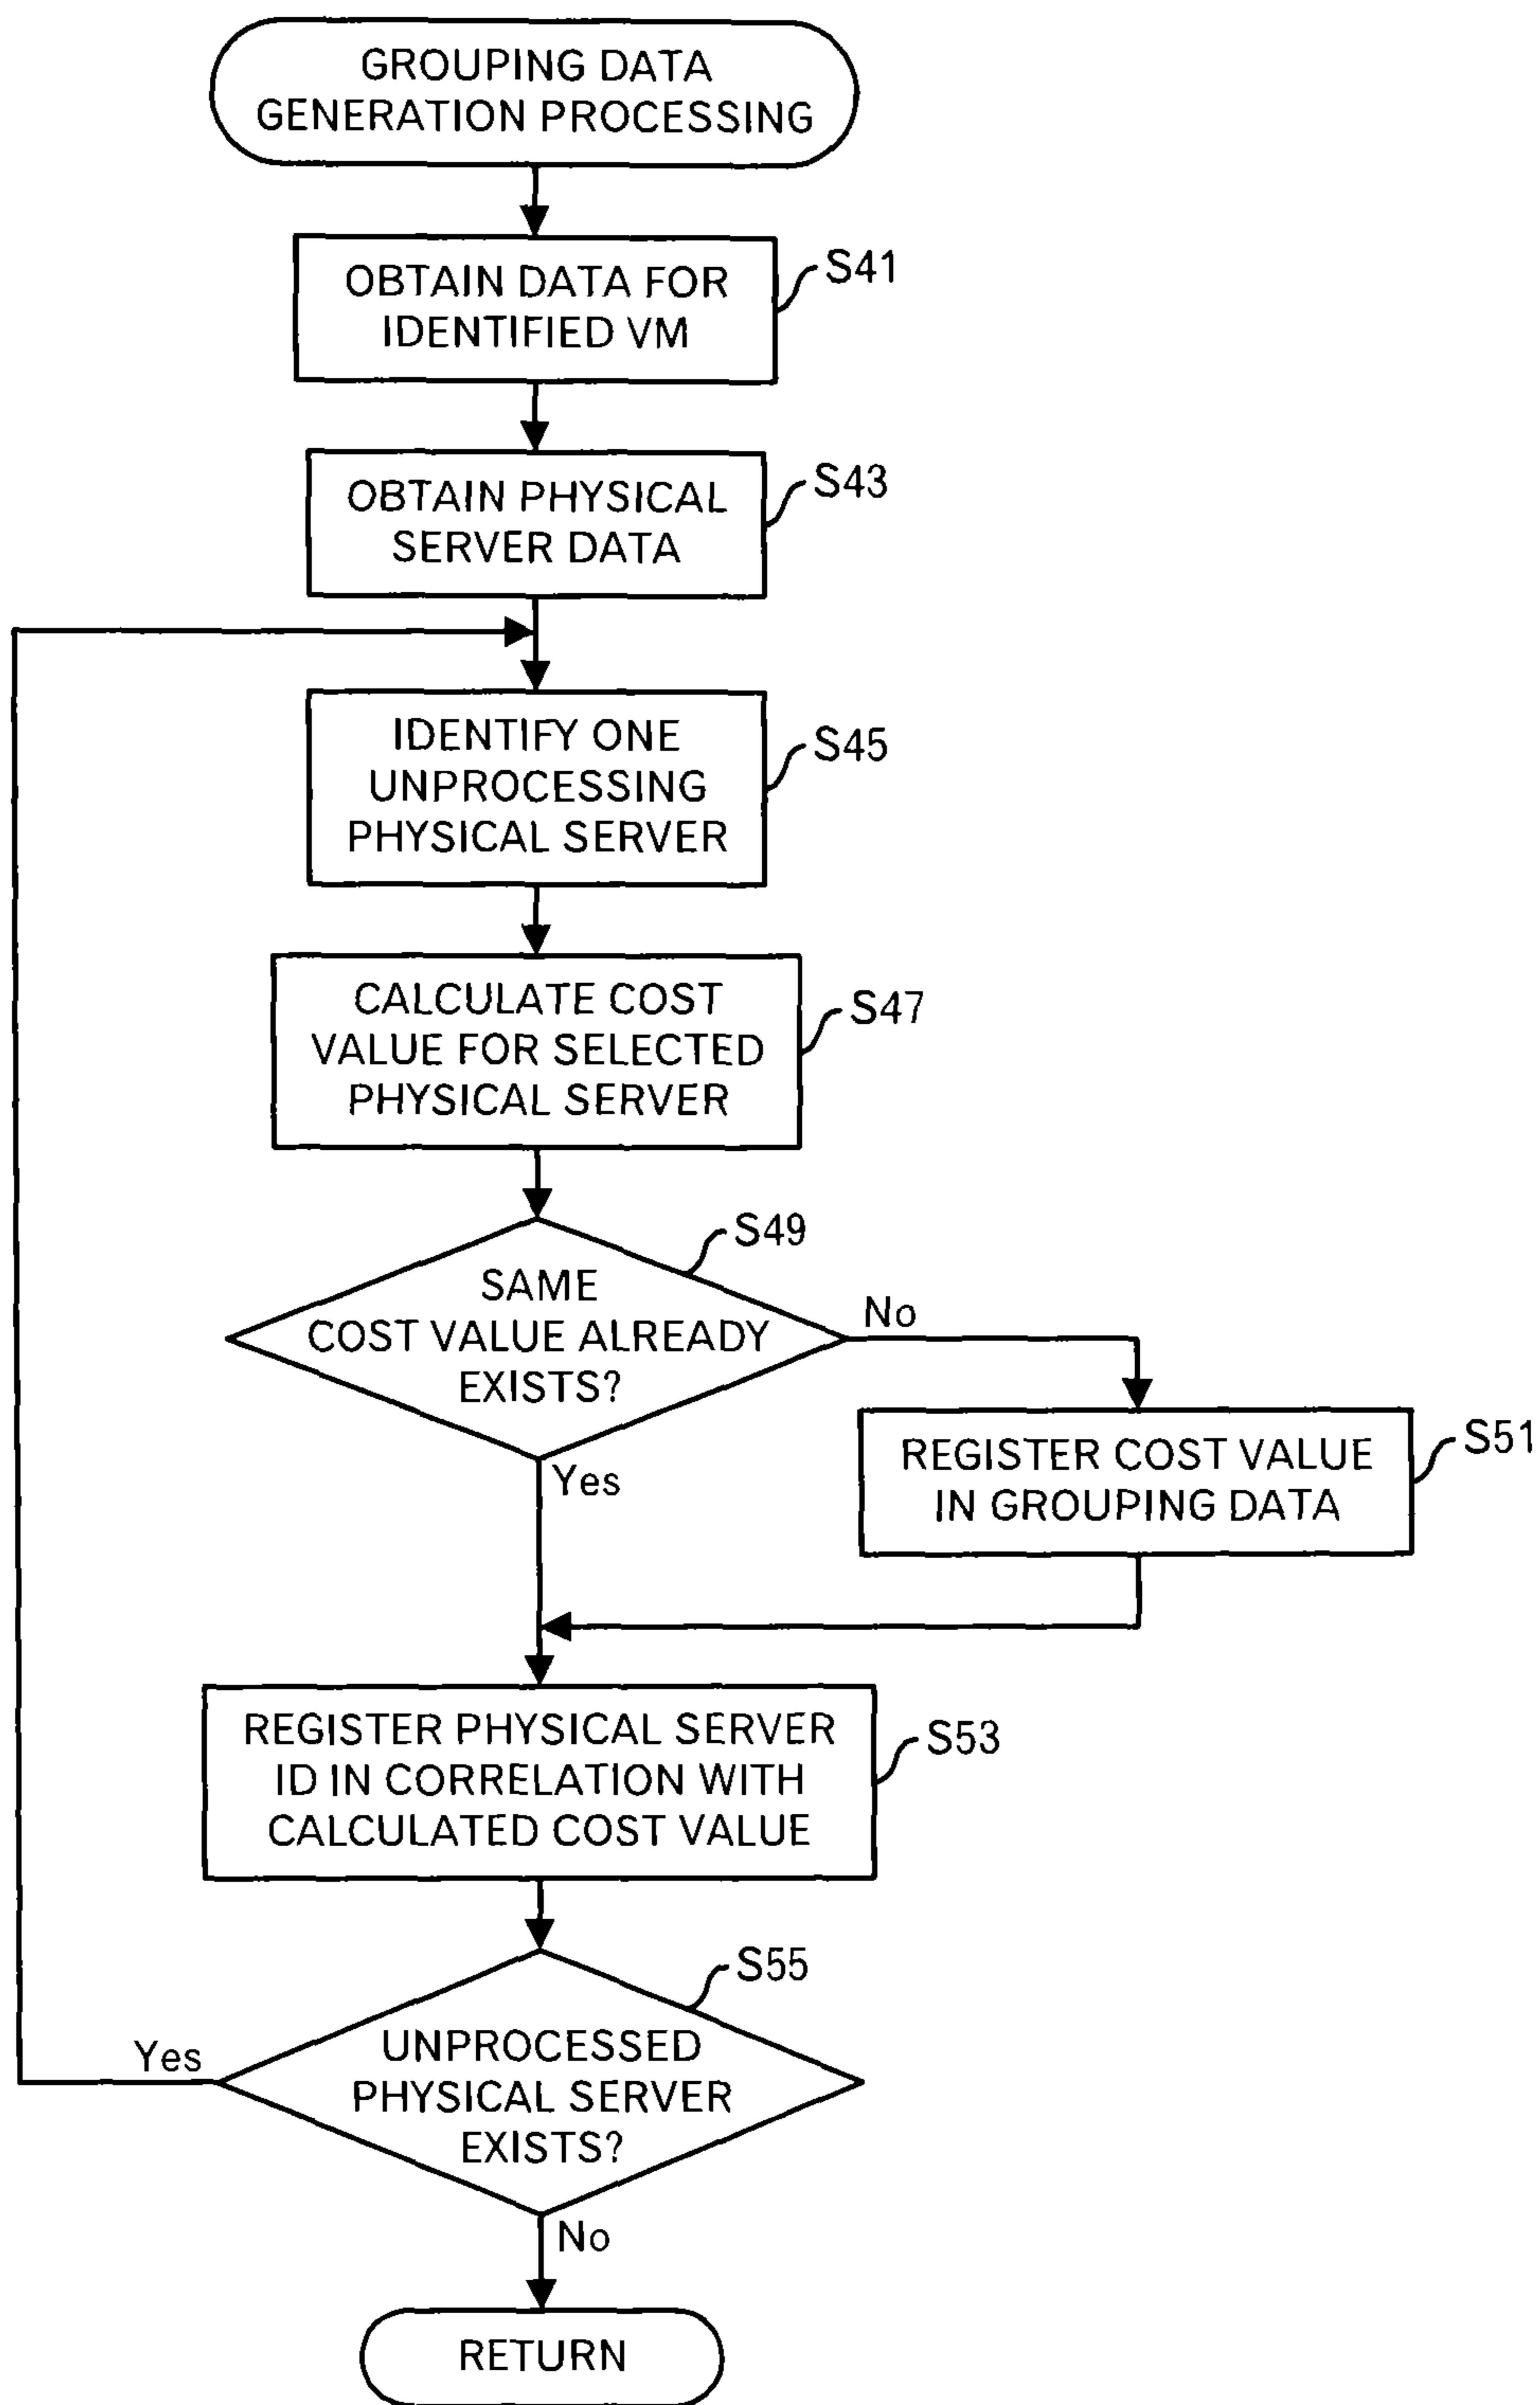 GROUPING DATA
GENERATION PROCESSING
OBTAIN DATA FOR
IDENTIFIED VM
S41
OBTAIN PHYSICAL
SERVER DATA
S43
IDENTIFY ONE
UNPROCESSING
PHYSICAL SERVER
S45
CALCULATE COST
VALUE FOR SELECTED
PHYSICAL SERVER
S47
SAME
COST VALUE ALREADY
EXISTS?
S49
No
Yes
REGISTER COST VALUE
IN GROUPING DATA
S51
REGISTER PHYSICAL SERVER
ID IN CORRELATION WITH
CALCULATED COST VALUE
S53
UNPROCESSED
PHYSICAL SERVER
EXISTS?
S55
Yes
No
RETURN